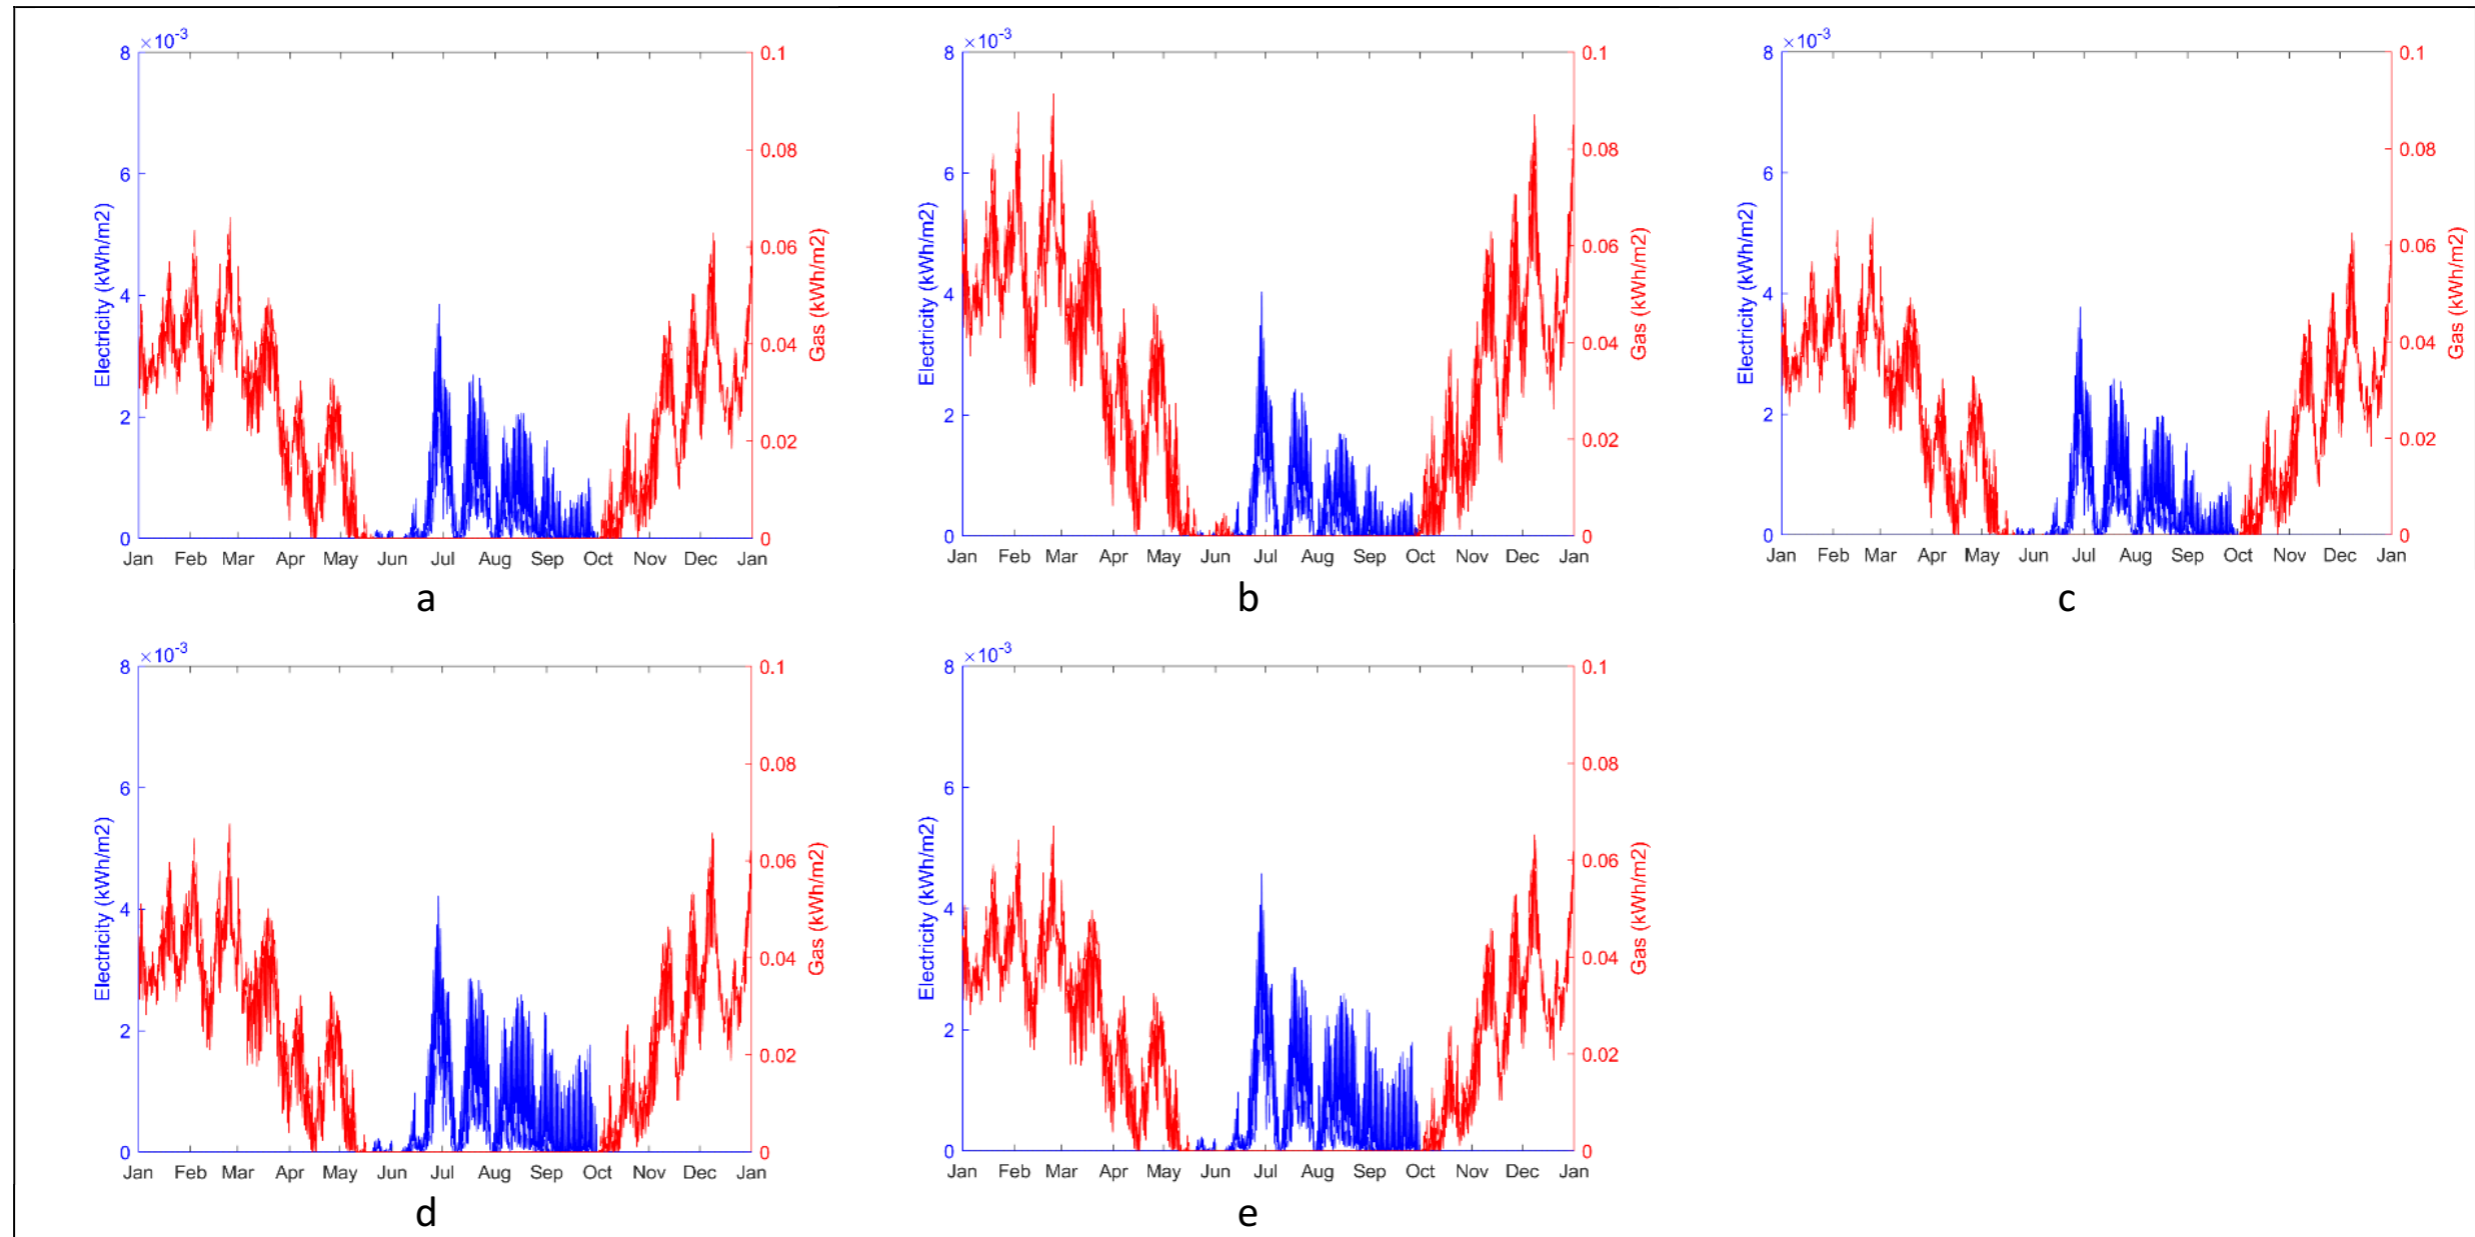 ×10⁻³ ×10⁻³ ×10⁻³
8 0.1 8 0.1 8 0.1
0.08 0.08 0.08
6 6 6
Electricity (kWh/m2) Gas (kWh/m2) Electricity (kWh/m2) Gas (kWh/m2) Electricity (kWh/m2) Gas (kWh/m2)
0.06 0.06 0.06
4 4 4
0.04 0.04 0.04
2 2 2
0.02 0.02 0.02
0 0 0 0 0 0
Jan Feb Mar Apr May Jun Jul Aug Sep Oct Nov Dec Jan Jan Feb Mar Apr May Jun Jul Aug Sep Oct Nov Dec Jan Jan Feb Mar Apr May Jun Jul Aug Sep Oct Nov Dec Jan
a b c
×10⁻³ ×10⁻³
8 0.1 8 0.1
0.08 0.08
6 6
Electricity (kWh/m2) Gas (kWh/m2) Electricity (kWh/m2) Gas (kWh/m2)
0.06 0.06
4 4
0.04 0.04
2 2
0.02 0.02
0 0 0 0
Jan Feb Mar Apr May Jun Jul Aug Sep Oct Nov Dec Jan Jan Feb Mar Apr May Jun Jul Aug Sep Oct Nov Dec Jan
d e